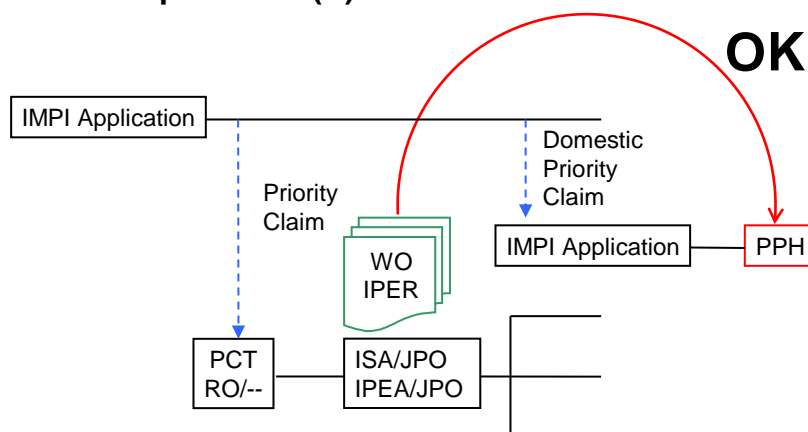 OK
IMPI Application
Domestic
Priority
Claim
Priority
Claim
IMPI Application
PPH
WO
IPER
PCT
RO/--
ISA/JPO
IPEA/JPO